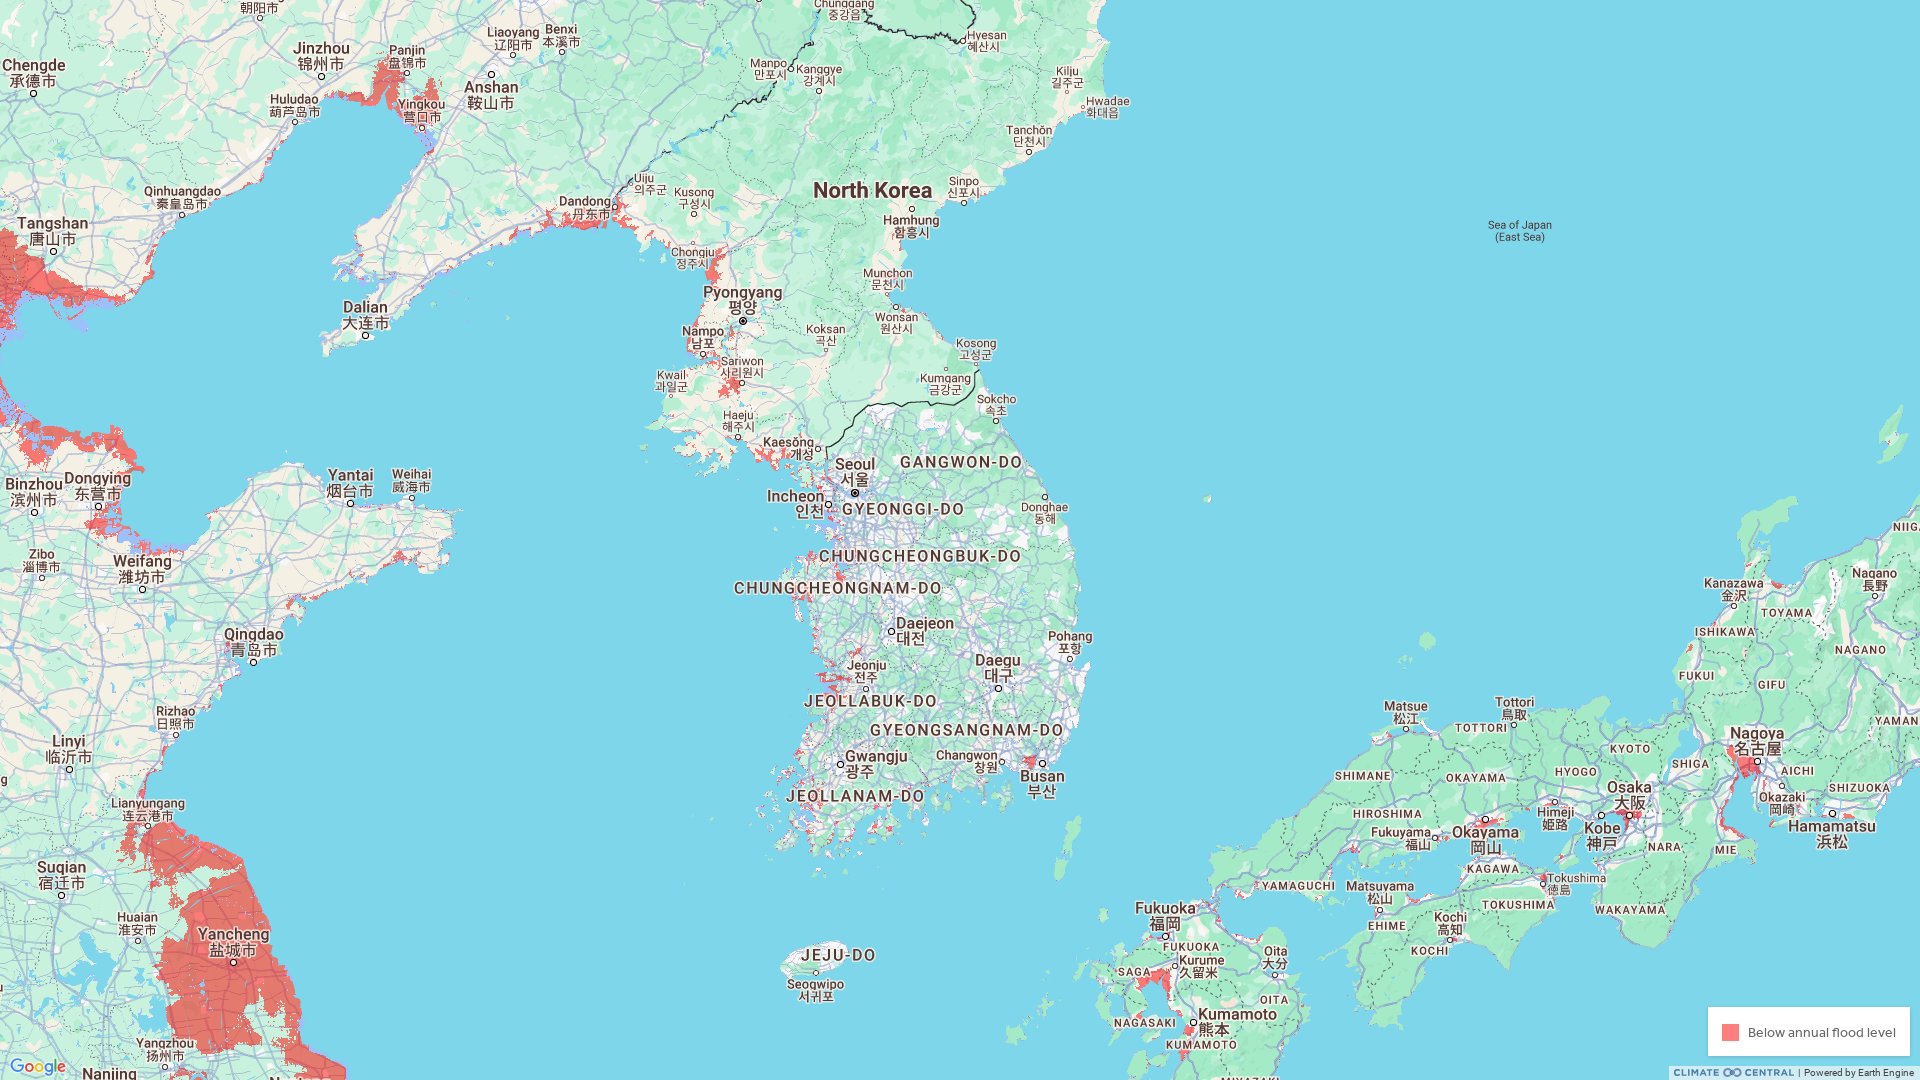 朝阳市
Chunggang
중강읍
Liaoyang
辽阳市
Benxi
本溪市
Hyesan
혜산시
Jinzhou
锦州市
Panjin
盘锦市
Chengde
承德市
Manpo
만포시
Kanggye
강계시
Kilju
길주군
Anshan
鞍山市
Huludao
葫芦岛市
Yingkou
营口市
Hwadae
화대읍
Tanchŏn
단천시
Qinhuangdao
秦皇岛市
Uiju
의주군
Kusong
구성시
North Korea
Sinpo
신포시
Dandong
丹东市
Tangshan
唐山市
Hamhung
함흥시
Sea of Japan
(East Sea)
Chongju
정주시
Munchon
문천시
Pyongyang
평양
Dalian
大连市
Nampo
남포
Koksan
곡산
Wonsan
원산시
Kosong
고성군
Sariwon
사리원시
Kwail
과일군
Kumgang
금강군
Sokcho
속초
Haeju
해주시
Kaesŏng
개성
Seoul
서울
GANGWON-DO
Binzhou
滨州市
Dongying
东营市
Yantai
烟台市
Weihai
威海市
Incheon
인천
GYEONGGI-DO
Donghae
동해
NIIG
Zibo
淄博市
Weifang
潍坊市
CHUNGCHEONGBUK-DO
CHUNGCHEONGNAM-DO
Kanazawa
金沢
Nagano
長野
TOYAMA
Qingdao
青岛市
Daejeon
대전
Pohang
포항
ISHIKAWA
NAGANO
Jeonju
전주
Daegu
대구
FUKUI
GIFU
JEOLLABUK-DO
Rizhao
日照市
Matsue
松江
Tottori
鳥取
TOTTORI
YAMAN
Linyi
临沂市
GYEONGSANGNAM-DO
Nagoya
名古屋
KYOTO
Gwangju
광주
Changwon
창원
Busan
부산
SHIMANE
OKAYAMA
HYOGO
SHIGA
AICHI
g
JEOLLANAM-DO
Osaka
大阪
SHIZUOKA
Okazaki
岡崎
Lianyungang
连云港市
HIROSHIMA
Himeji
姫路
Fukuyama
福山
Okayama
岡山
Kobe
神戸
Hamamatsu
浜松
NARA
MIE
Suqian
宿迁市
KAGAWA
YAMAGUCHI
Matsuyama
松山
Tokushima
徳島
TOKUSHIMA
WAKAYAMA
Huaian
淮安市
Fukuoka
福岡
EHIME
Kochi
高知
KOCHI
Yancheng
盐城市
FUKUOKA
Oita
大分
JEJU-DO
SAGA
Kurume
久留米
Seogwipo
서귀포
OITA
NAGASAKI
Kumamoto
熊本
KUMAMOTO
Yangzhou
扬州市
Google
Nanjing
Below annual flood level
CLIMATE CENTRAL | Powered by Earth Engine